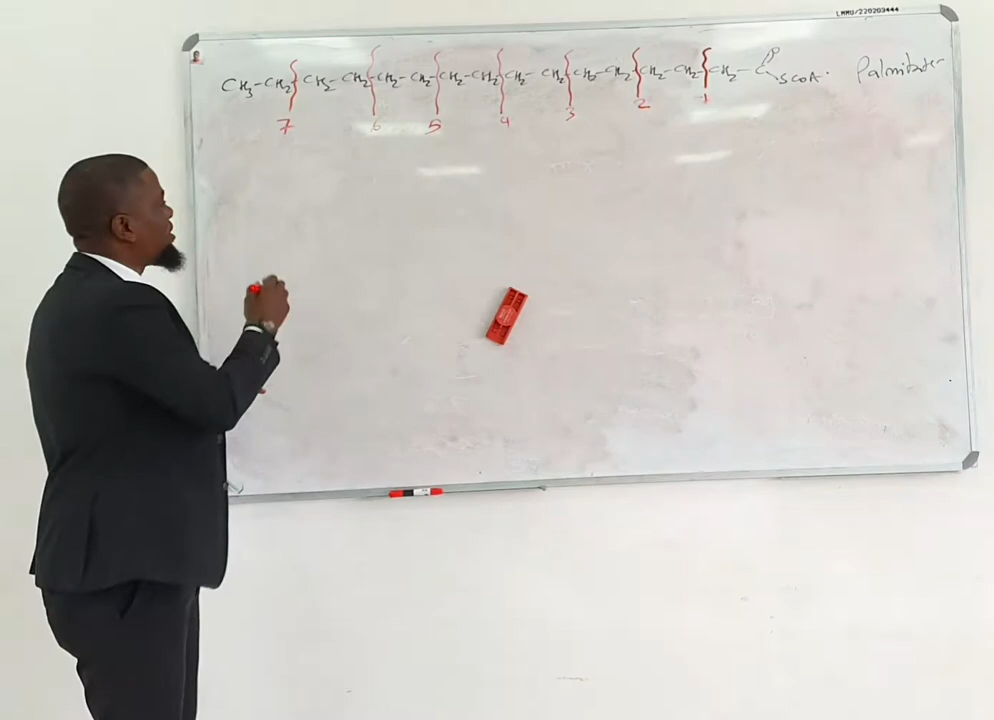 LMMU/220203444
CH3-CH2 CH2-CH2-CH2-CH2-CH2-CH2-CH2-CH2-CH2-CH2-CH2-CH2-CH2-C=O SCoA. Palmitate
7 6 5 4 3 2 1